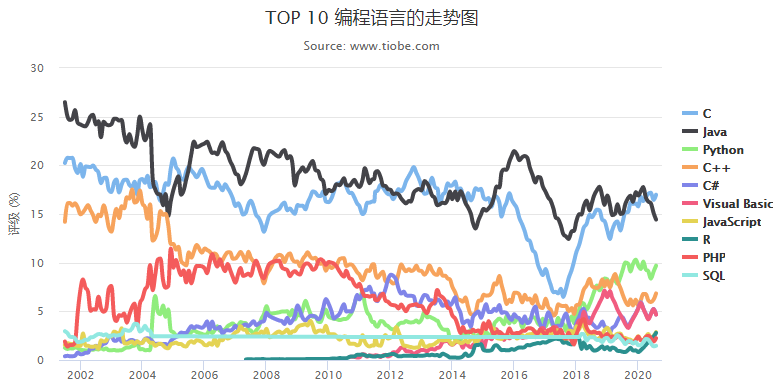 TOP 10 编程语言的走势图
Source: www.tiobe.com
评级 (%)
30
25
20
15
10
5
0
2002 2004 2006 2008 2010 2012 2014 2016 2018 2020
C
Java
Python
C++
C#
Visual Basic
JavaScript
R
PHP
SQL